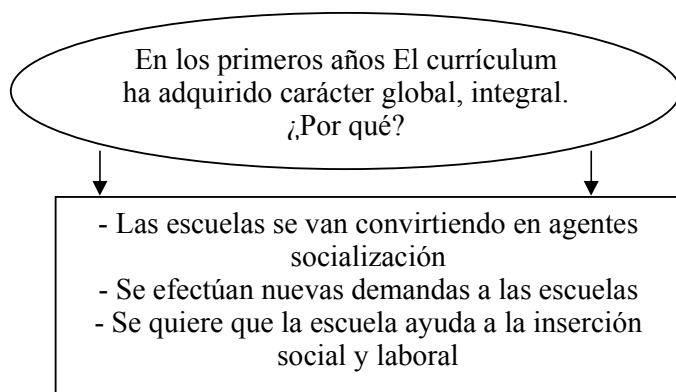 En los primeros años El currículum
ha adquirido carácter global, integral.
¿Por qué?
- Las escuelas se van convirtiendo en agentes
socialización
- Se efectúan nuevas demandas a las escuelas
- Se quiere que la escuela ayuda a la inserción
social y laboral